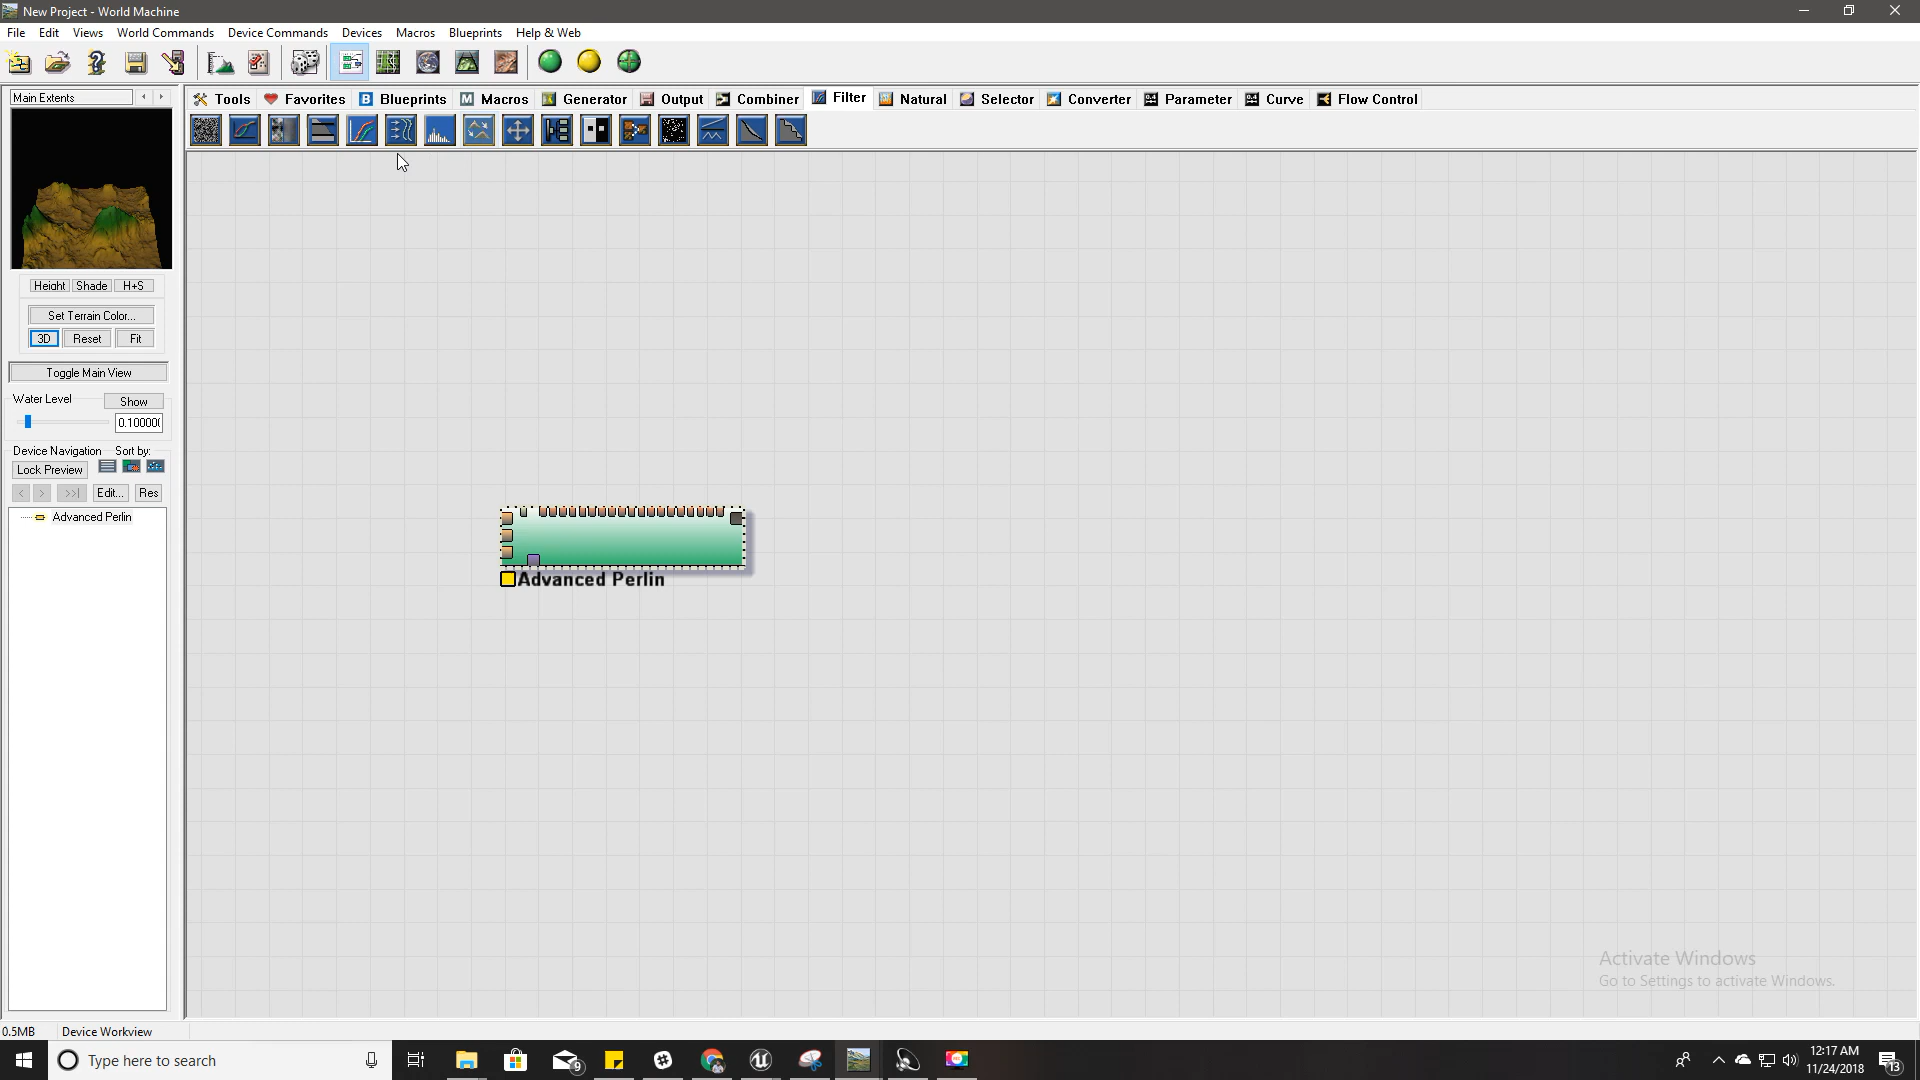 New Project - World Machine
File Edit Views World Commands Device Commands Devices Macros Blueprints Help & Web
Main Extents
Tools Favorites Blueprints Macros Generator Output Combiner Filter Natural Selector Converter Parameter Curve Flow Control
Height Shade H+S
Set Terrain Color...
3D Reset Fit
Toggle Main View
Water Level Show
0.10000
Device Navigation Sort by:
Lock Preview
< > >>| Edit... Res
Advanced Perlin
Advanced Perlin
Activate Windows
Go to Settings to activate Windows.
0.5MB Device Workview
Type here to search
9
12:17 AM
11/24/2018
13